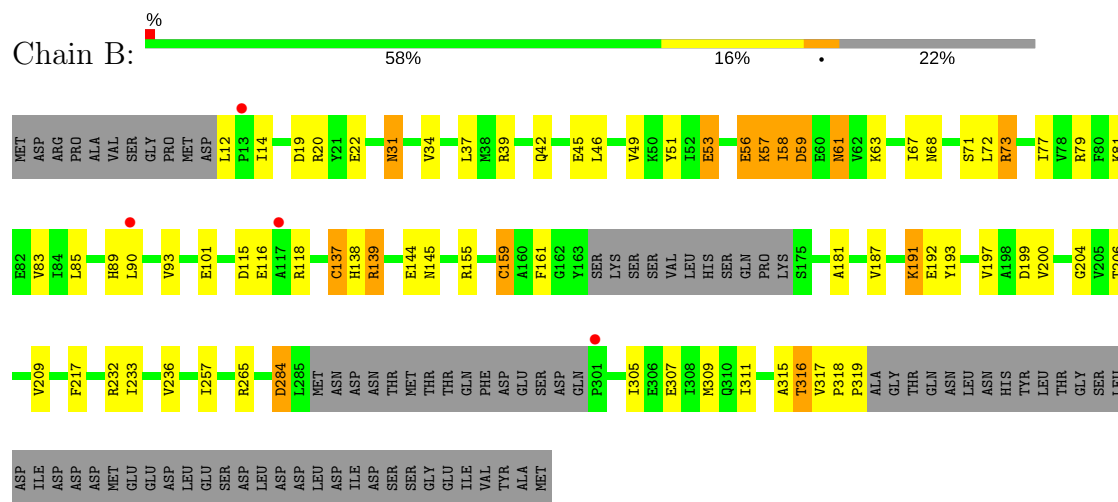 %
Chain B:
58% 16% • 22%
MET ASP ARG PRO ALA VAL SER GLY PRO MET ASP L12 P13 I14 D19 R20 Y21 E22 N31 V34 L37 M38 R39 Q42 E45 L46 V49 K50 Y51 I52 E53 E56 K57 I58 D59 E60 N61 V62 K63 I67 N68 S71 L72 R73 I77 V78 R79 F80 K81
E82 V83 I84 L85 H89 L90 V93 E101 D115 E116 A117 R118 C137 H138 R139 E144 N145 R155 C159 A160 F161 G162 Y163 SER LYS SER SER VAL LEU HIS SER GLN PRO LYS S175 A181 V187 K191 E192 Y193 V197 A198 D199 V200 G204 V205 T206
V209 F217 R232 I233 V236 I257 R265 D284 L285 MET ASN ASP ASN THR MET THR THR GLN PHE ASP GLU SER ASP GLN P301 I305 E306 E307 I308 M309 Q310 I311 A315 T316 V317 P318 P319 ALA GLY THR GLN ASN LEU ASN HIS TYR LEU THR GLY SER LEU
ASP ILE ASP ASP ASP MET GLU GLU ASP LEU GLU SER ASP LEU ASP ASP LEU ASP ILE ASP SER SER GLY GLU ILE VAL TYR ALA MET